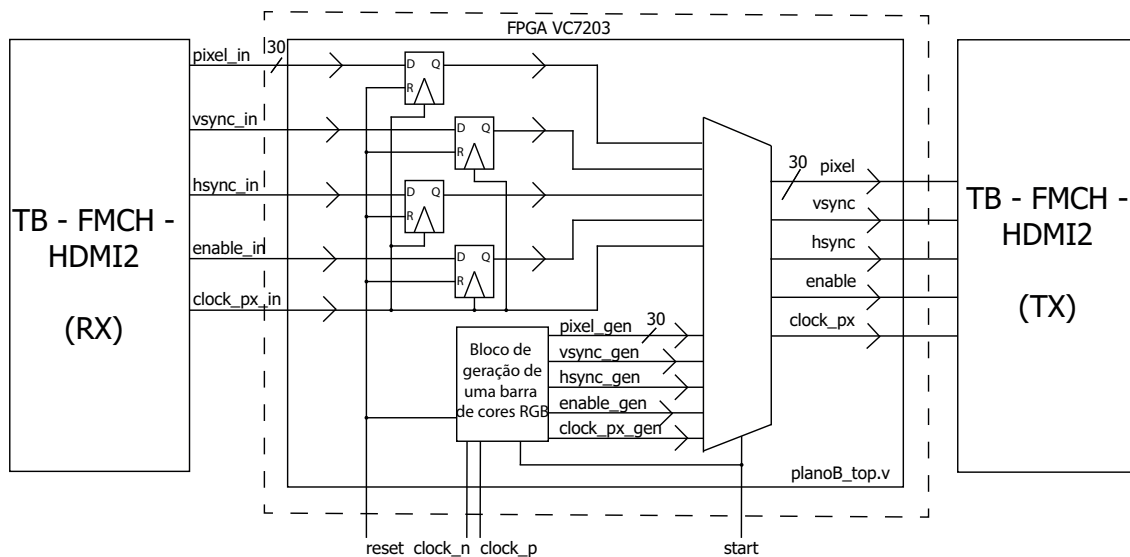 FPGA VC7203
TB - FMCH -
HDMI2
(RX)
pixel_in
30
vsync_in
hsync_in
enable_in
clock_px_in
D Q
R
D Q
R
D Q
R
D Q
R
Bloco de
geração de
uma barra
de cores RGB
pixel_gen
30
vsync_gen
hsync_gen
enable_gen
clock_px_gen
30
pixel
vsync
hsync
enable
clock_px
TB - FMCH -
HDMI2
(TX)
planoB_top.v
reset clock_n clock_p start